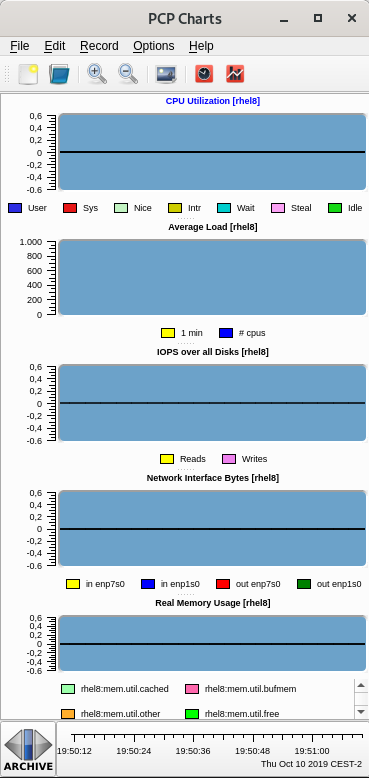 PCP Charts
File Edit Record Options Help
CPU Utilization [rhel8]
0,6
0,4
0,2
0
-0,2
-0,4
-0.6
User Sys Nice Intr Wait Steal Idle
Average Load [rhel8]
1.000
800
600
400
200
0
1 min # cpus
IOPS over all Disks [rhel8]
0,6
0,4
0,2
0
-0,2
-0,4
-0.6
Reads Writes
Network Interface Bytes [rhel8]
0,6
0,4
0,2
0
-0,2
-0,4
-0.6
in enp7s0 in enp1s0 out enp7s0 out enp1s0
Real Memory Usage [rhel8]
0,6
0,4
0,2
0
-0,2
-0,4
-0.6
rhel8:mem.util.cached rhel8:mem.util.bufmem
rhel8:mem.util.other rhel8:mem.util.free
19:50:12 19:50:24 19:50:36 19:50:48 19:51:00
ARCHIVE Thu Oct 10 2019 CEST-2